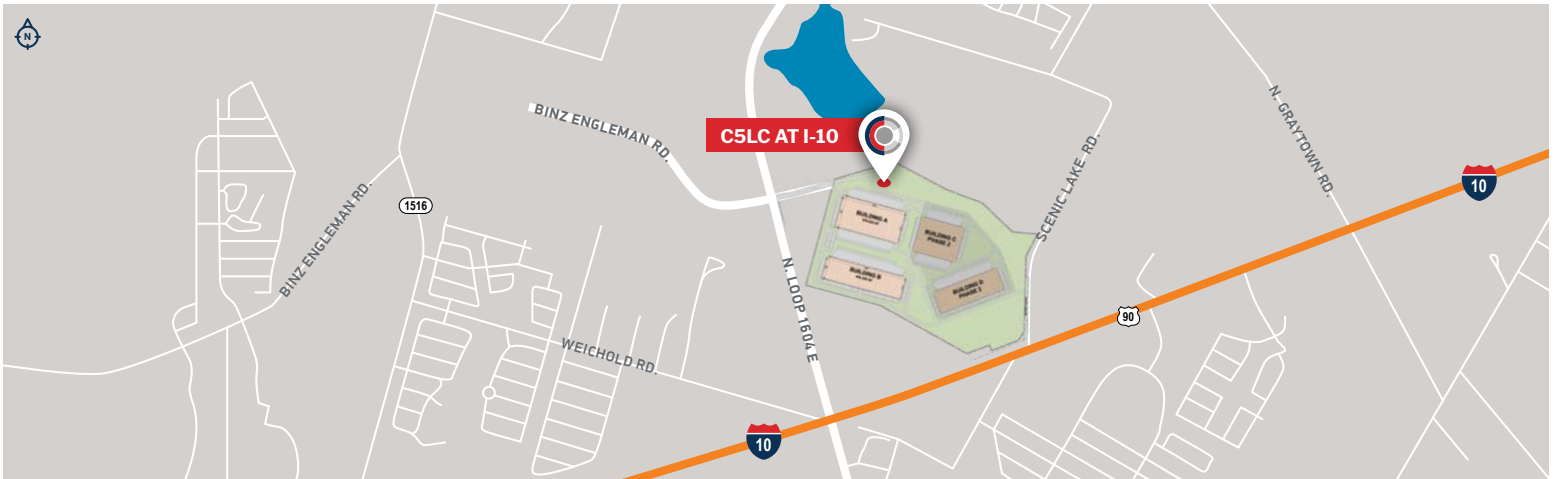 N
BINZ ENGLEMAN RD.
C5LC AT I-10
N. GRAYTOWN RD.
SCENIC LAKE RD.
10
1516
BINZ ENGLEMAN RD.
BUILDING A
BUILDING C
PHASE 2
BUILDING B
BUILDING D
PHASE 2
N. LOOP 1604 E
90
WEICHOLD RD.
10